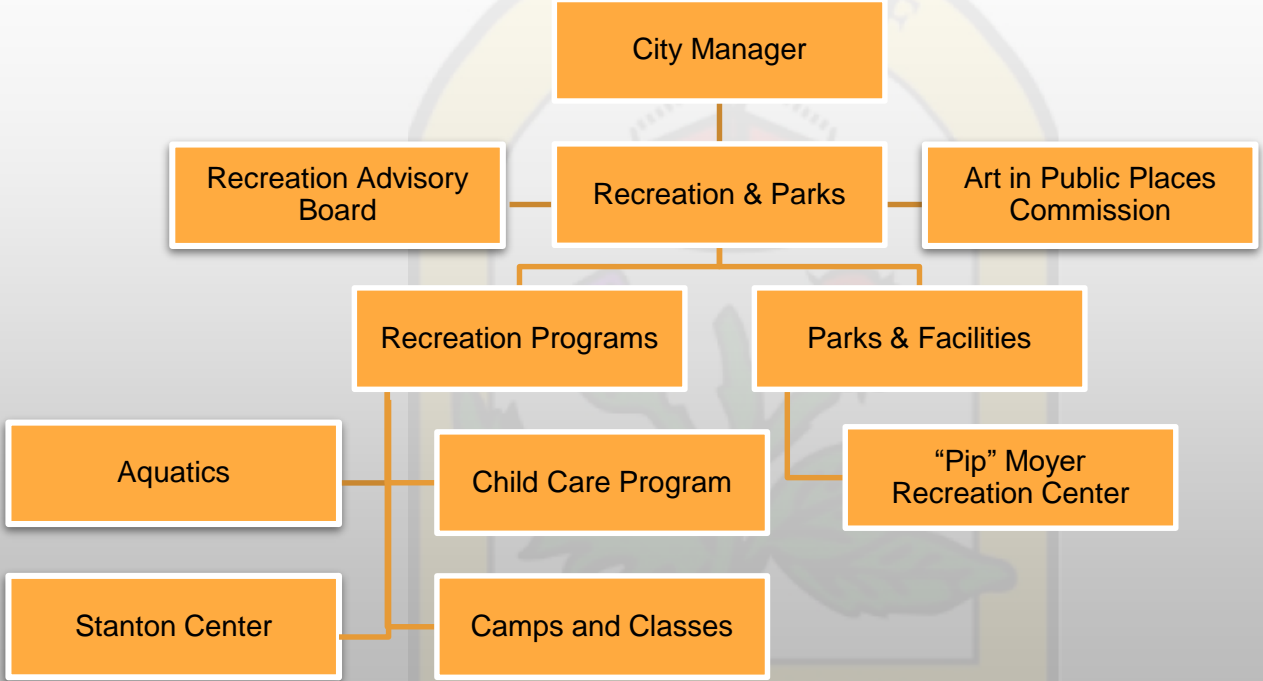 City Manager
Recreation Advisory
Board
Recreation & Parks
Art in Public Places
Commission
Recreation Programs
Parks & Facilities
Aquatics
Child Care Program
“Pip” Moyer
Recreation Center
Stanton Center
Camps and Classes